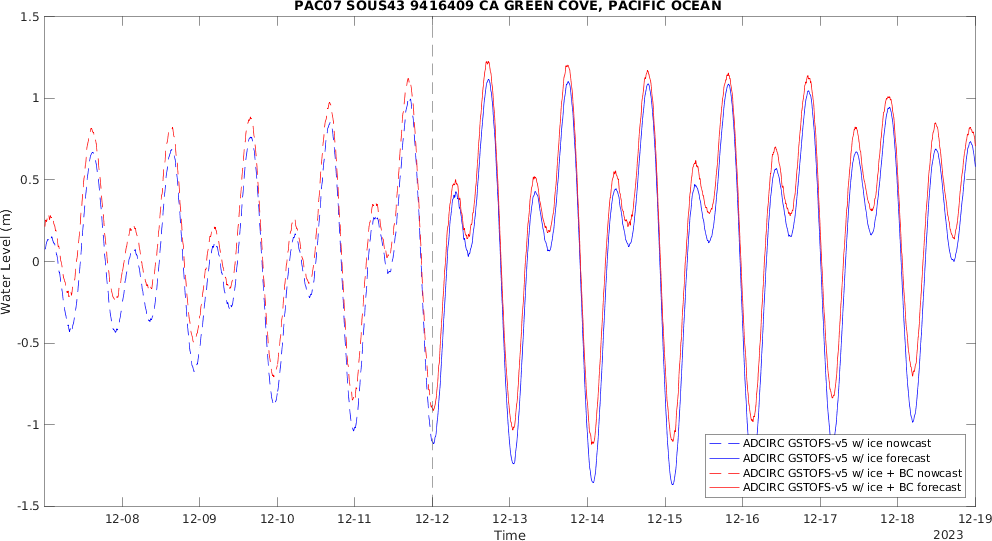 PAC07 SOUS43 9416409 CA GREEN COVE, PACIFIC OCEAN
Water Level (m)
1.5
1
0.5
0
-0.5
-1
-1.5
12-08 12-09 12-10 12-11 12-12 12-13 12-14 12-15 12-16 12-17 12-18 12-19
Time
2023
ADCIRC GSTOFS-v5 w/ ice nowcast
ADCIRC GSTOFS-v5 w/ ice forecast
ADCIRC GSTOFS-v5 w/ ice + BC nowcast
ADCIRC GSTOFS-v5 w/ ice + BC forecast